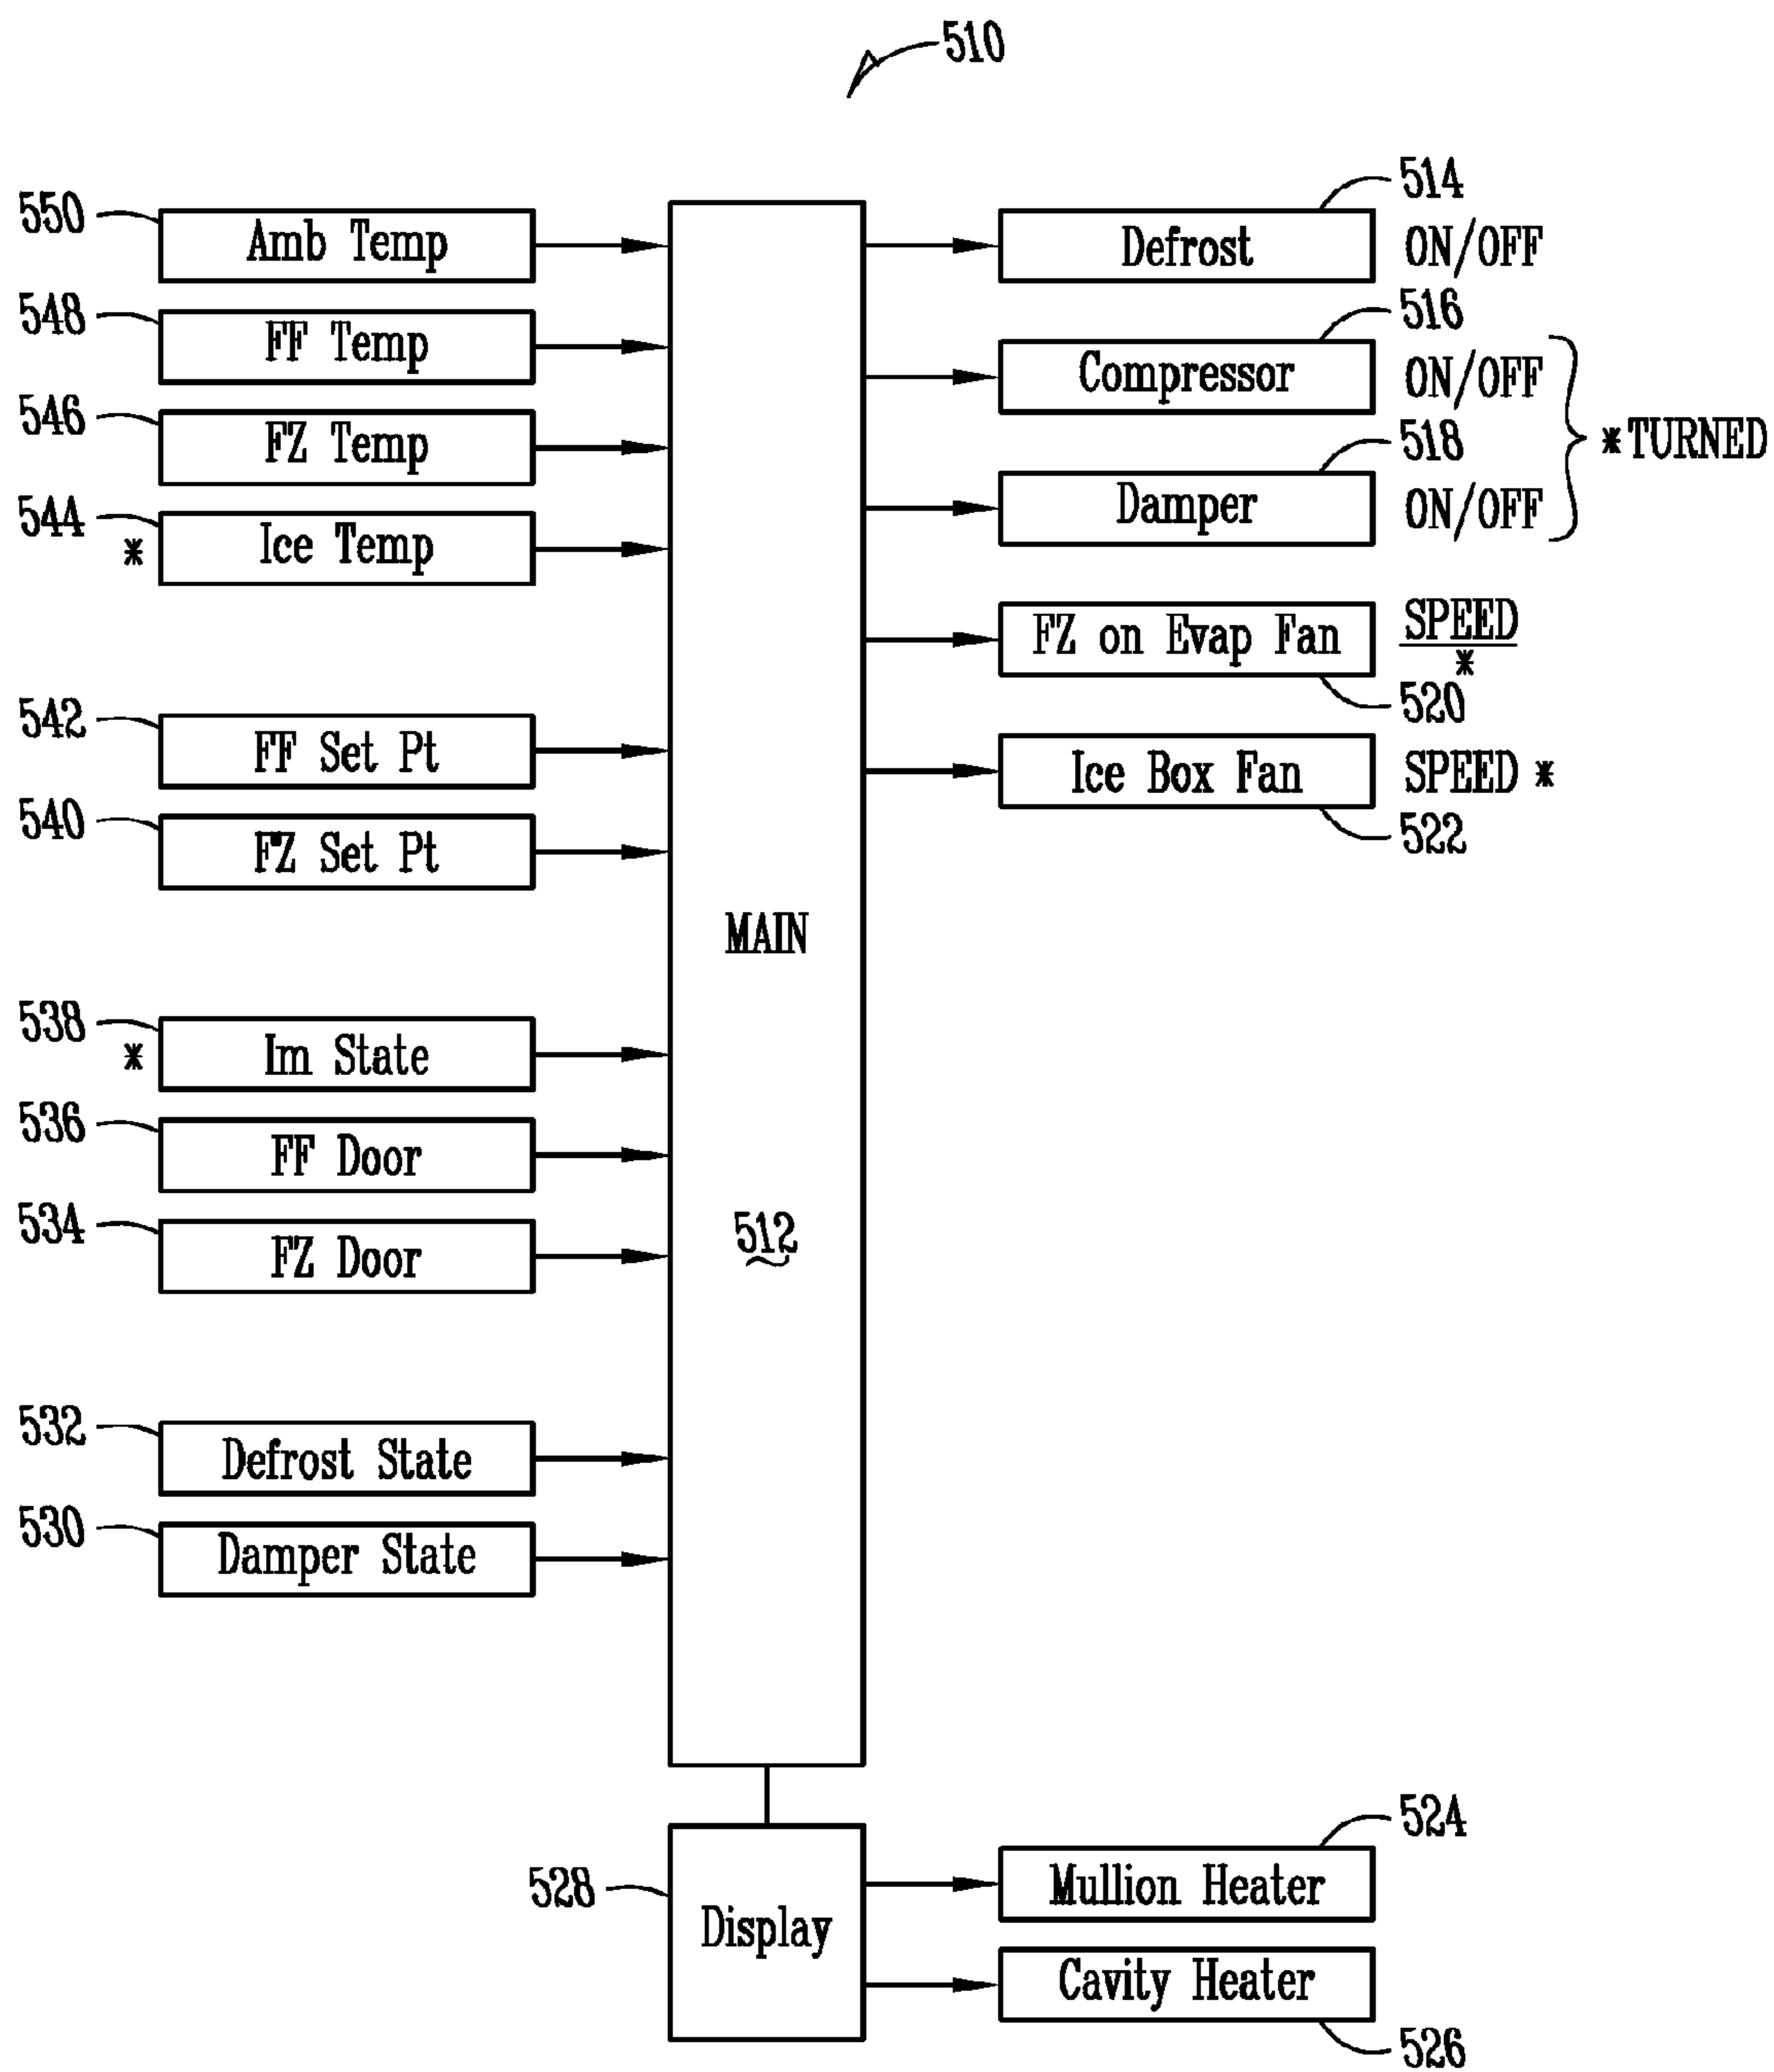 510
550
Amb Temp
548
FF Temp
546
FZ Temp
544
*
Ice Temp
542
FF Set Pt
540
FZ Set Pt
538
*
Im State
536
FF Door
534
FZ Door
532
Defrost State
530
Damper State
MAIN
512
514
Defrost
ON/OFF
516
Compressor
ON/OFF
518
Damper
ON/OFF
*TURNED
FZ on Evap Fan
SPEED
*
520
Ice Box Fan
SPEED *
522
528
Display
524
Mullion Heater
Cavity Heater
526